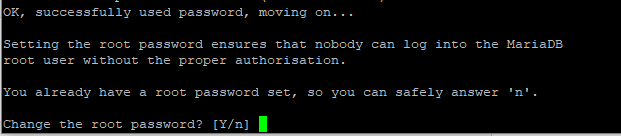 OK, successfully used password, moving on...
Setting the root password ensures that nobody can log into the MariaDB
root user without the proper authorisation.
You already have a root password set, so you can safely answer 'n'.
Change the root password? [Y/n]